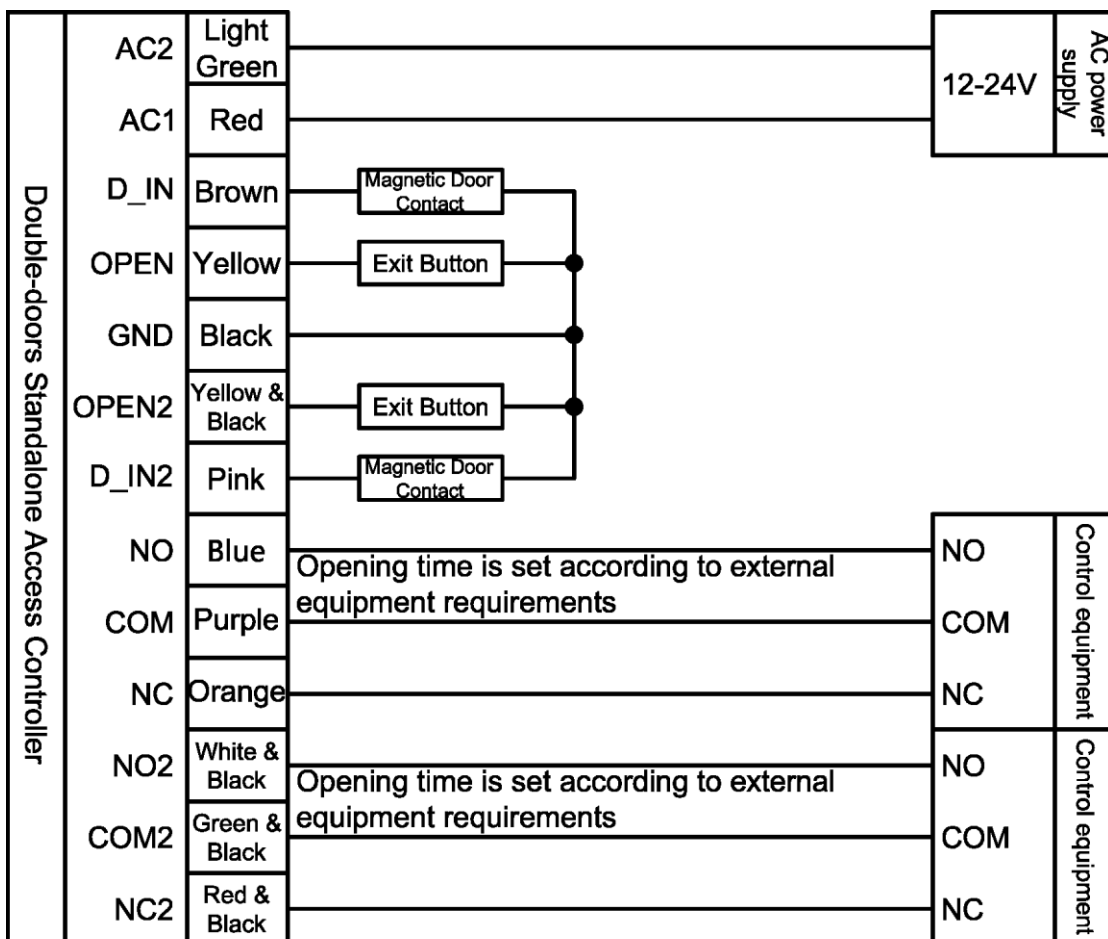 Double-doors Standalone Access Controller
AC2
Light
Green
12-24V
AC power
supply
AC1
Red
D_IN
Brown
Magnetic Door
Contact
OPEN
Yellow
Exit Button
GND
Black
OPEN2
Yellow &
Black
Exit Button
D_IN2
Pink
Magnetic Door
Contact
NO
Blue
Opening time is set according to external
equipment requirements
NO
Control equipment
COM
Purple
COM
NC
Orange
NC
NO2
White &
Black
Opening time is set according to external
equipment requirements
NO
Control equipment
COM2
Green &
Black
COM
NC2
Red &
Black
NC